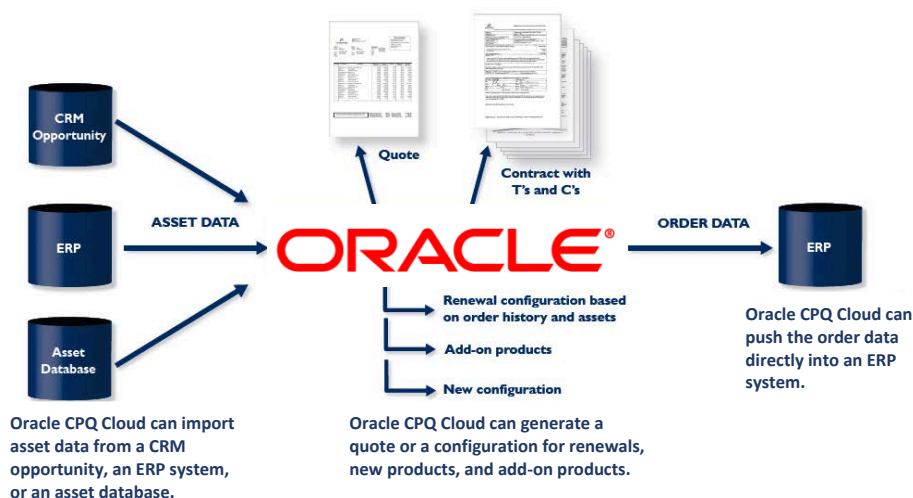 CRM
Opportunity
Quote
Contract with
T's and C's
ERP
ASSET DATA
ORACLE®
ORDER DATA
ERP
Asset
Database
Renewal configuration based
on order history and assets
Add-on products
New configuration
Oracle CPQ Cloud can import
asset data from a CRM
opportunity, an ERP system,
or an asset database.
Oracle CPQ Cloud can generate a
quote or a configuration for renewals,
new products, and add-on products.
Oracle CPQ Cloud can
push the order data
directly into an ERP
system.